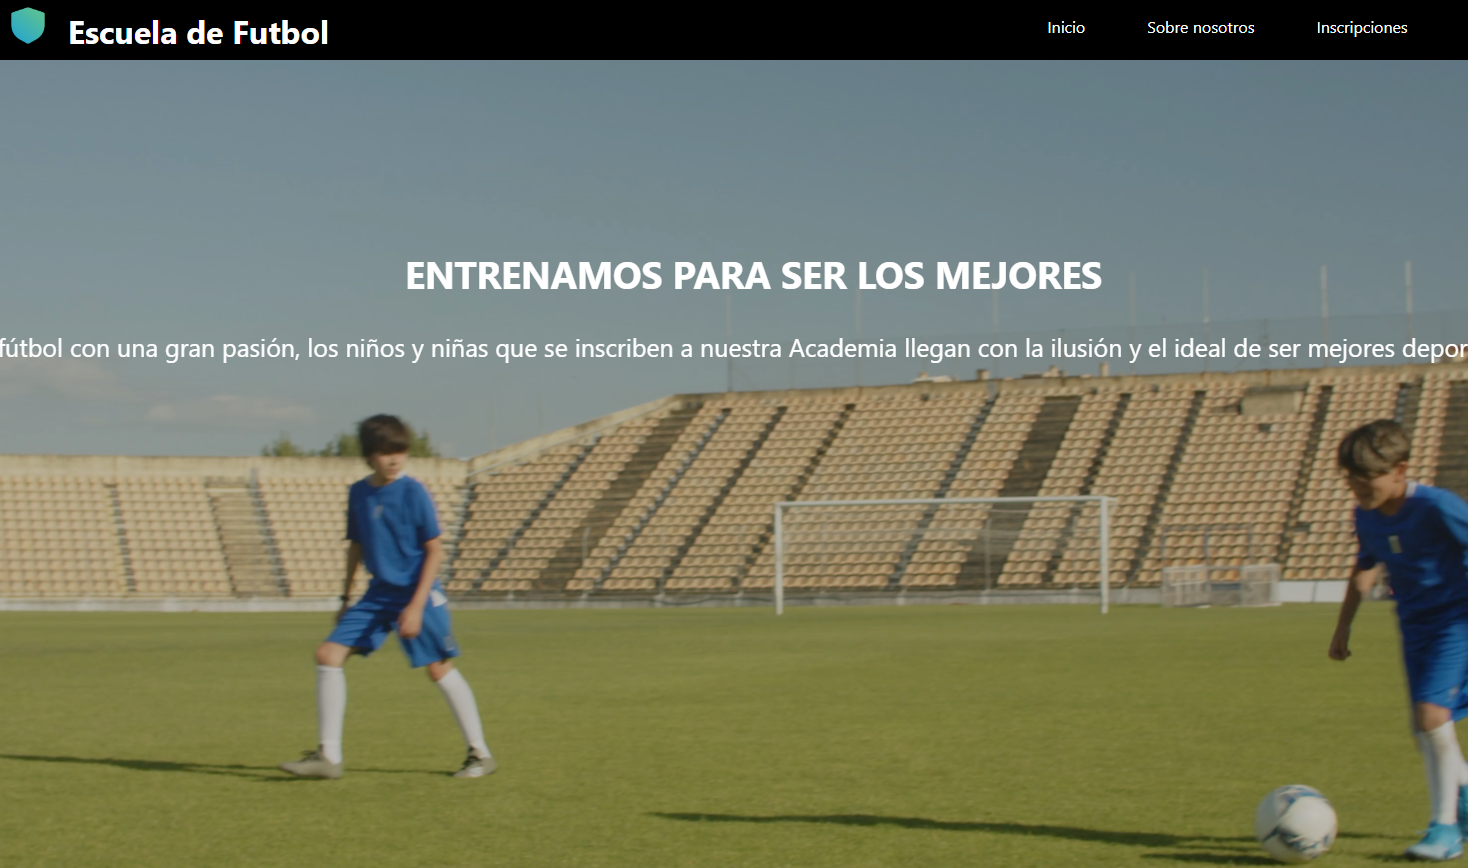 Escuela de Futbol
Inicio
Sobre nosotros
Inscripciones
ENTRENAMOS PARA SER LOS MEJORES
fútbol con una gran pasión, los niños y niñas que se inscriben a nuestra Academia llegan con la ilusión y el ideal de ser mejores